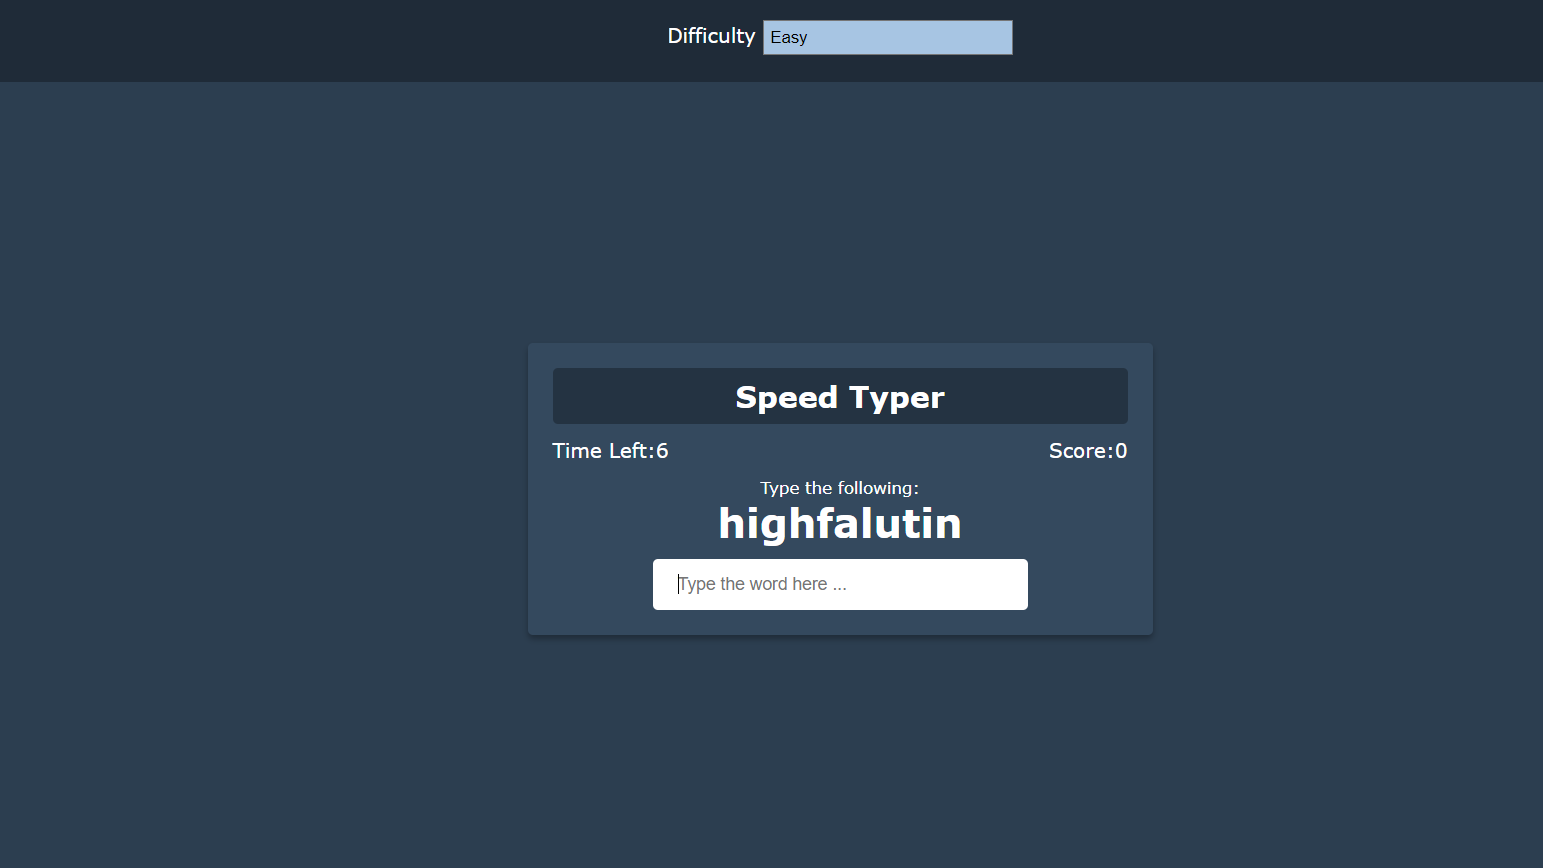 Difficulty Easy
Speed Typer
Time Left:6 Score:0
Type the following:
highfalutin
Type the word here ...